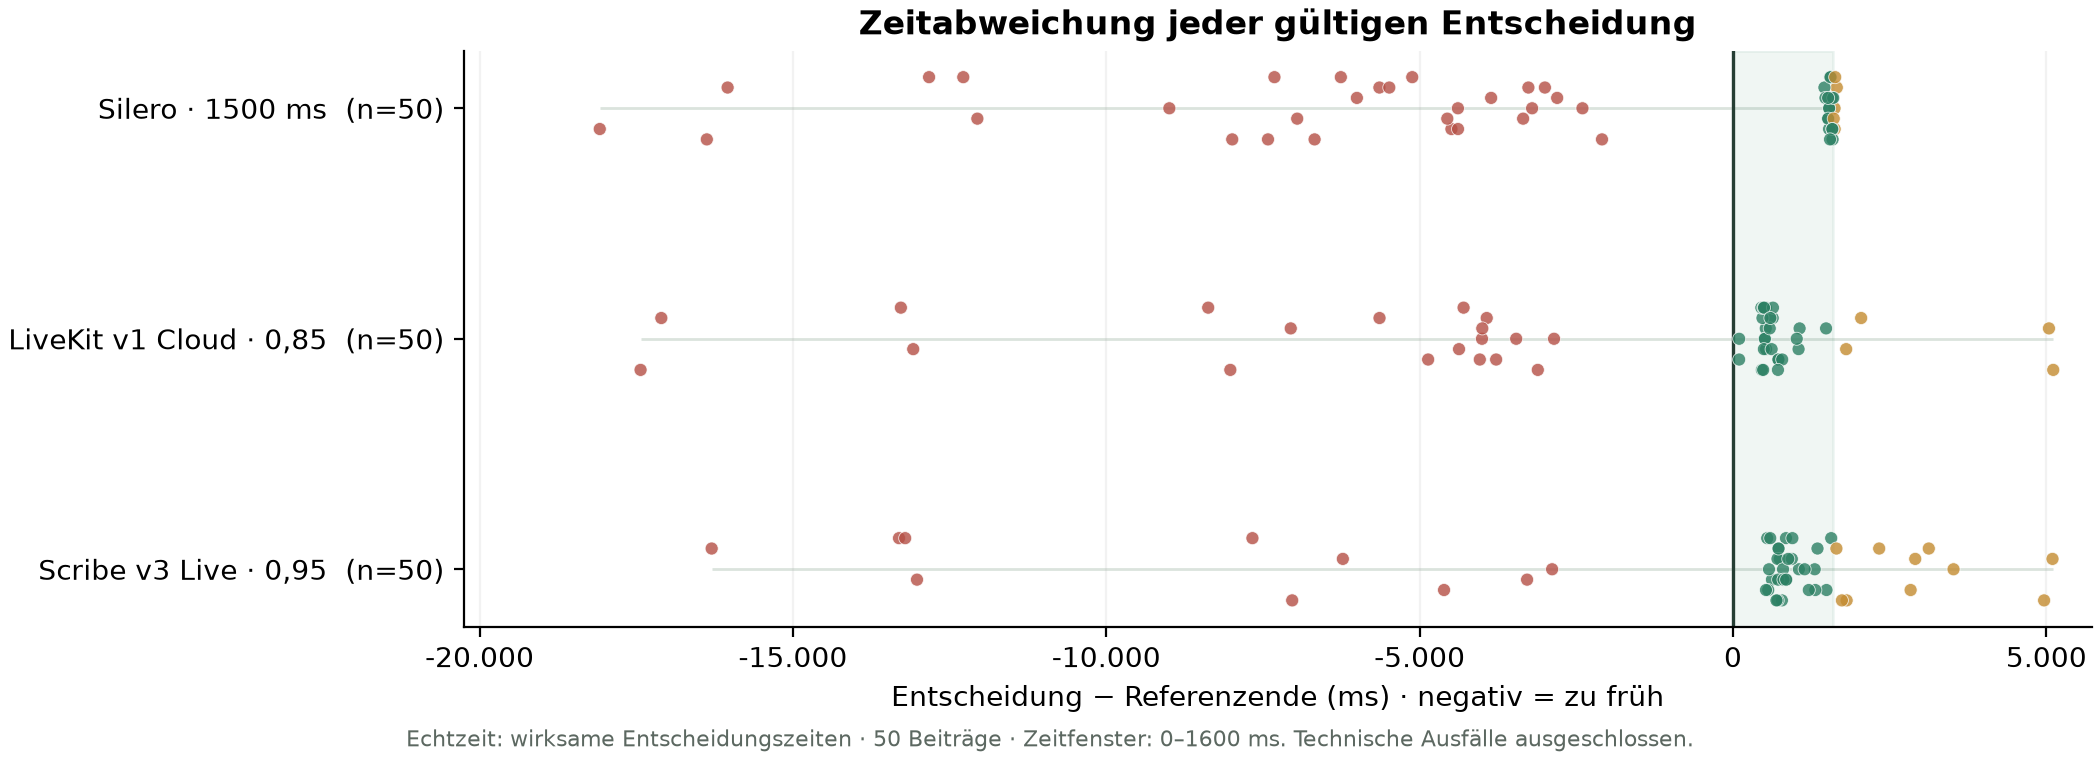 Zeitabweichung jeder gültigen Entscheidung
Silero · 1500 ms (n=50)
LiveKit v1 Cloud · 0,85 (n=50)
Scribe v3 Live · 0,95 (n=50)
-20.000 -15.000 -10.000 -5.000 0 5.000
Entscheidung − Referenzende (ms) · negativ = zu früh
Echtzeit: wirksame Entscheidungszeiten · 50 Beiträge · Zeitfenster: 0–1600 ms. Technische Ausfälle ausgeschlossen.